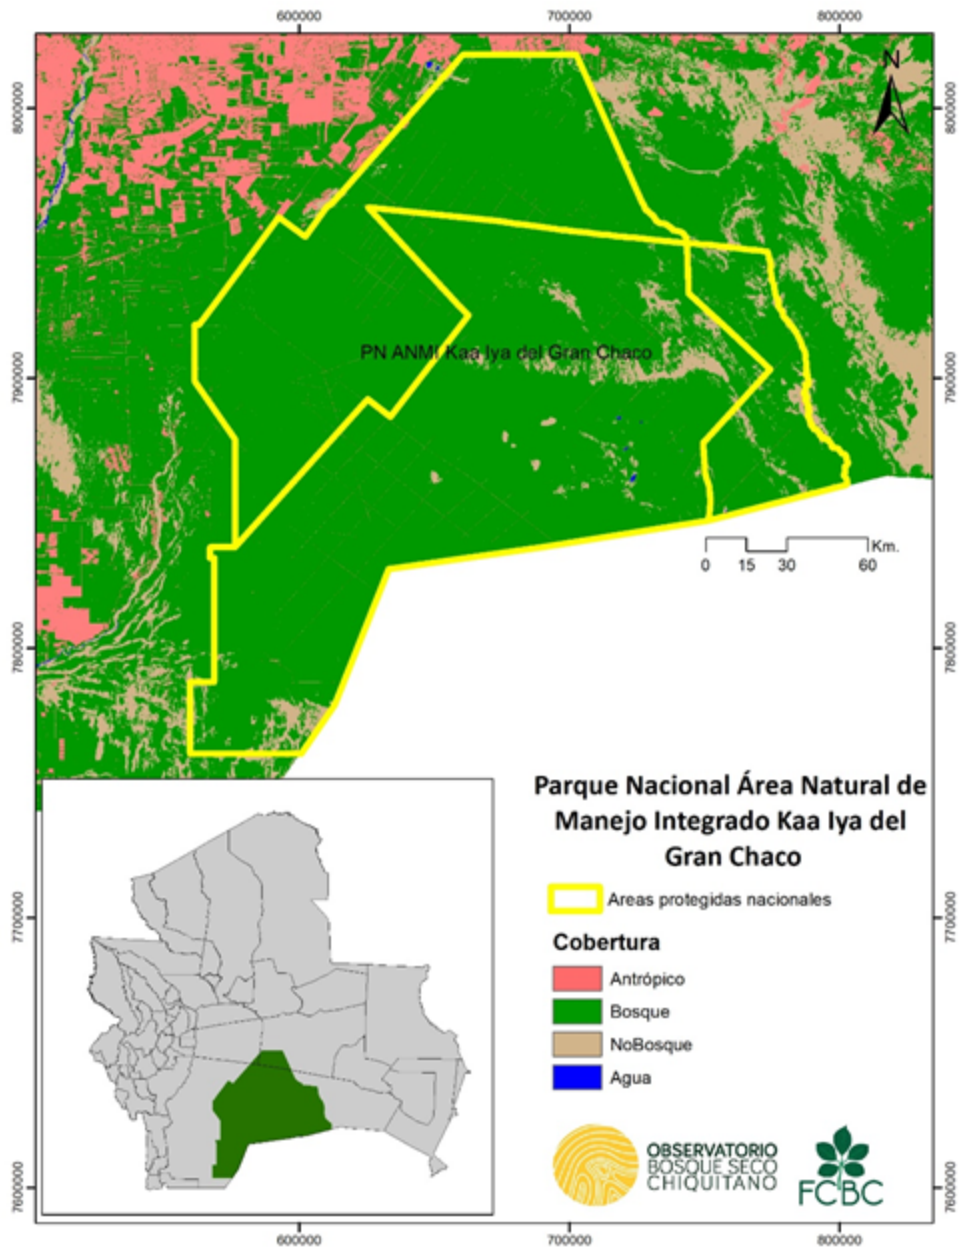 600000
700000
800000
8000000
8000000
N
PN ANMI Kaa Iya del Gran Chaco
7900000
7900000
Km.
0 15 30 60
7800000
7800000
Parque Nacional Área Natural de
Manejo Integrado Kaa Iya del
Gran Chaco
Areas protegidas nacionales
Cobertura
Antrópico
Bosque
NoBosque
Agua
7700000
7700000
OBSERVATORIO
BOSQUE SECO
CHIQUITANO
FCBC
7600000
7600000
600000
700000
800000